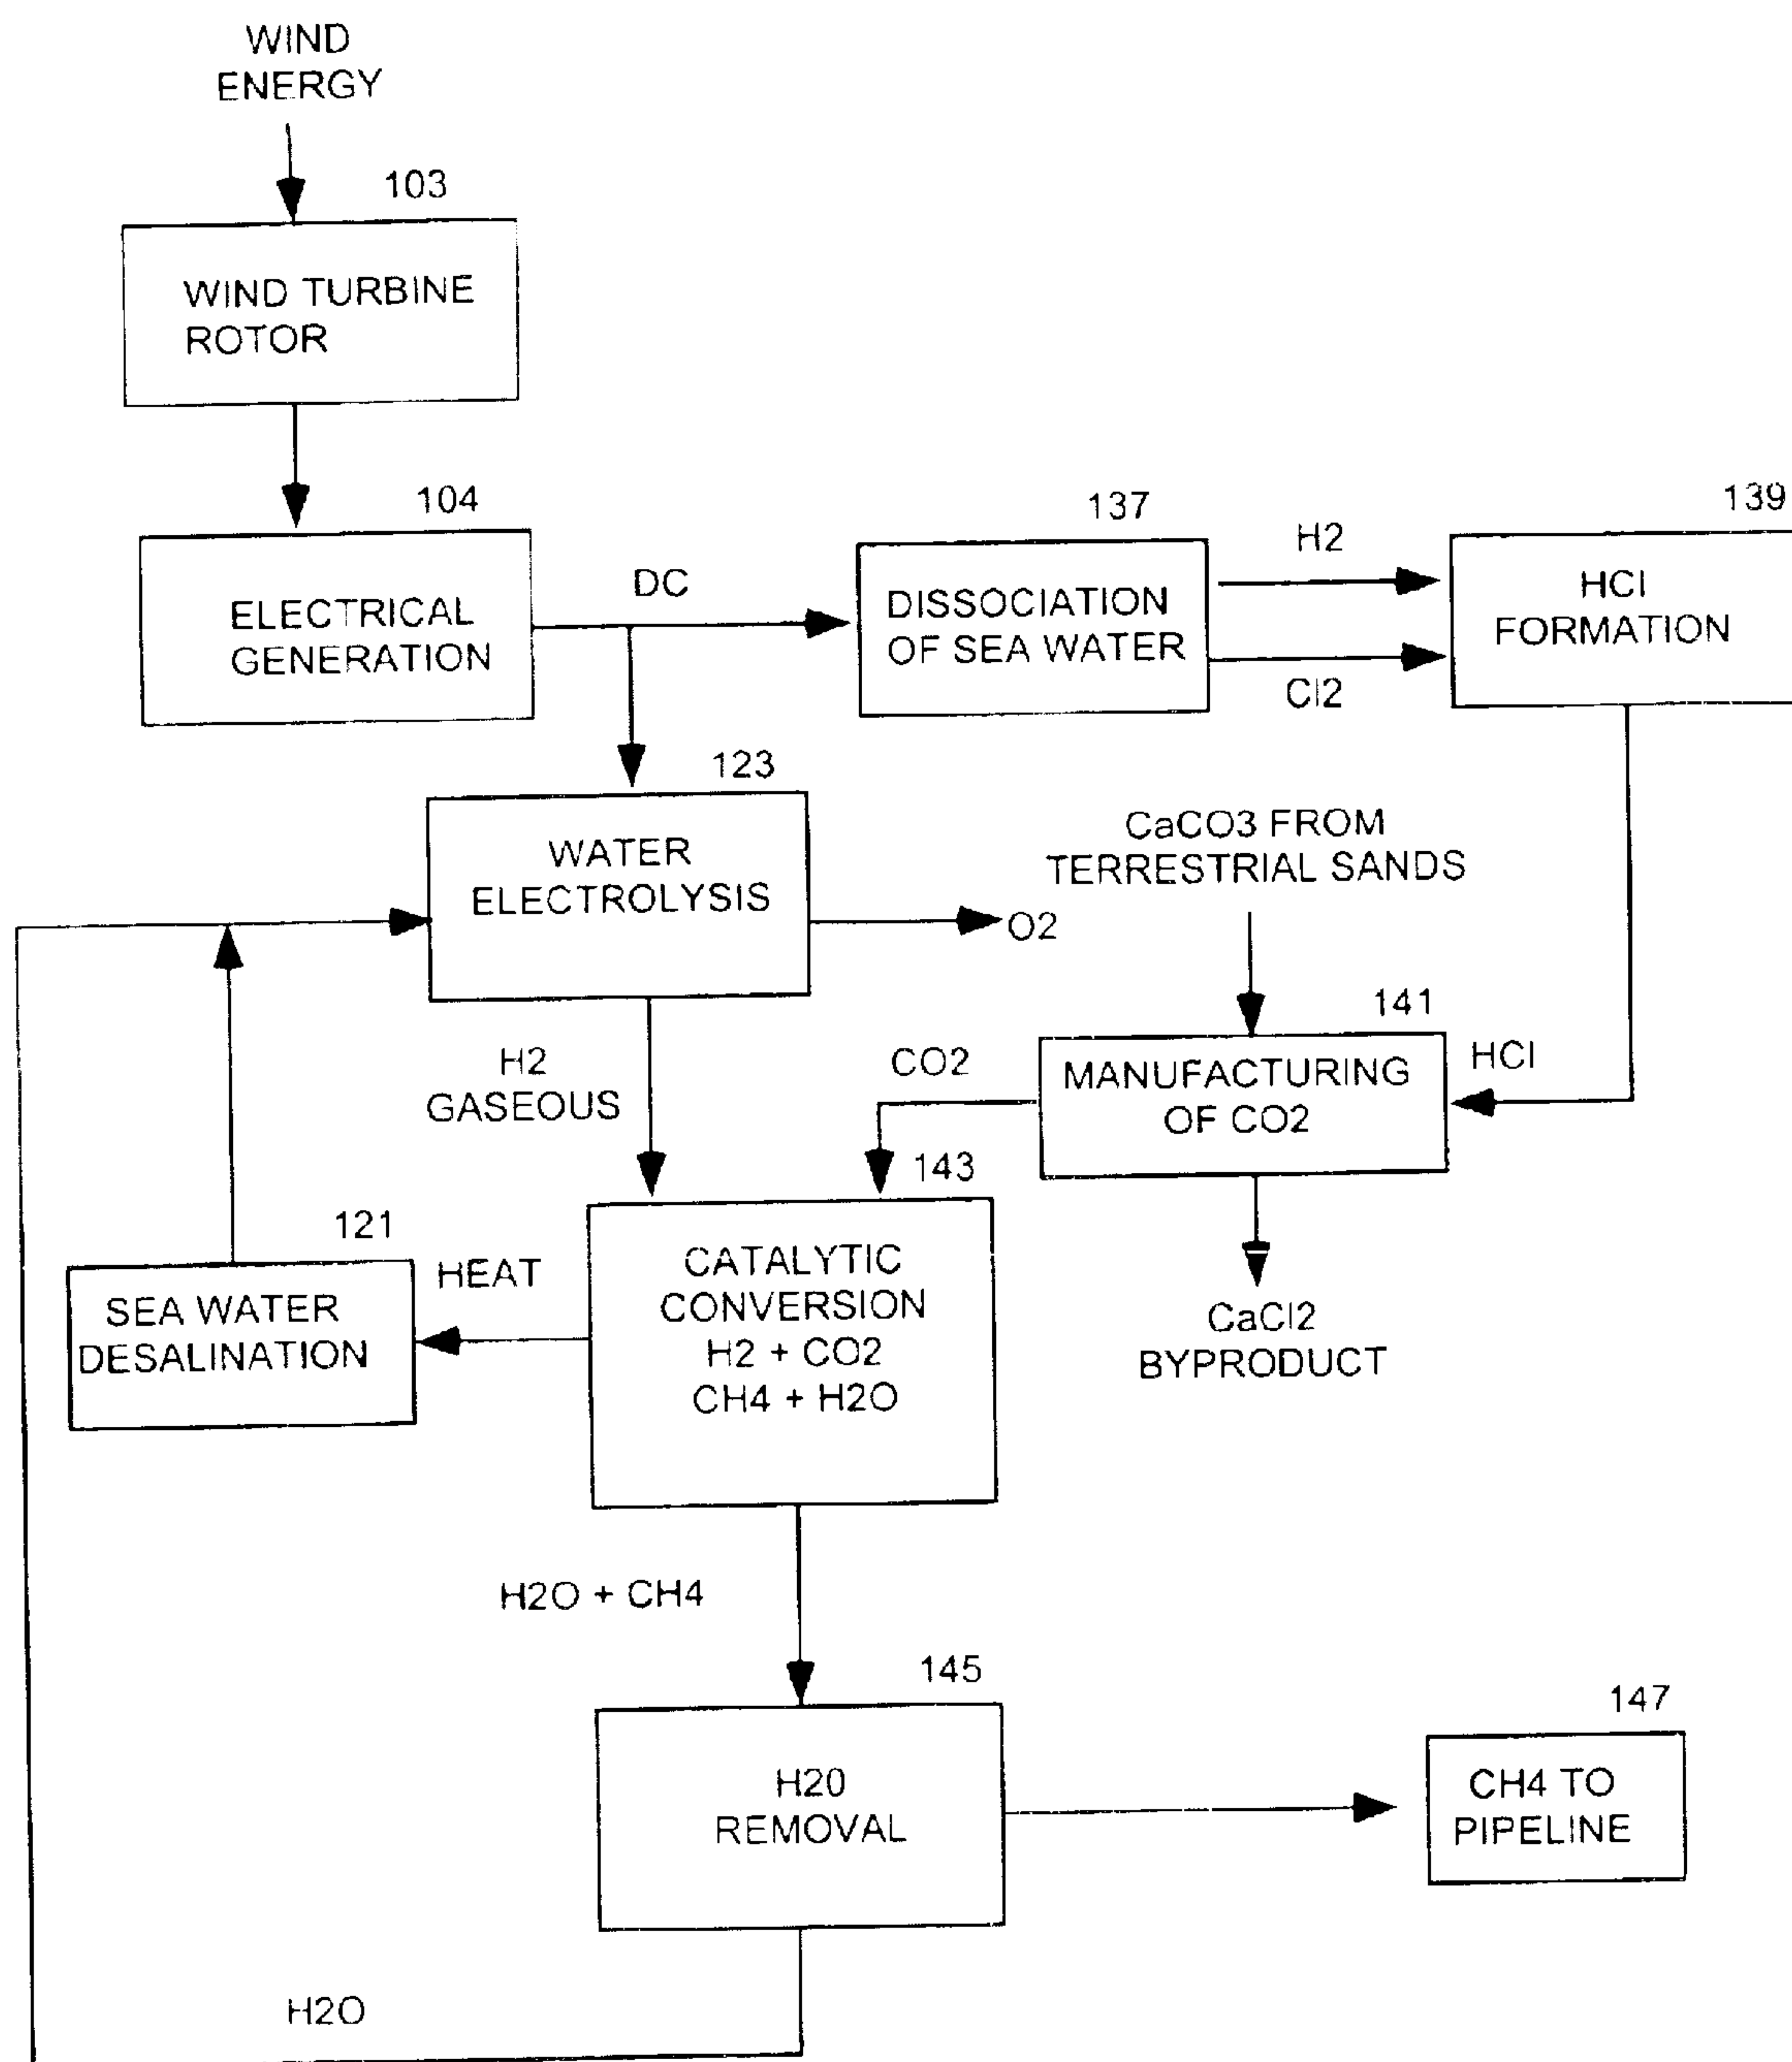 WIND
ENERGY
103
WIND TURBINE
ROTOR
104
ELECTRICAL
GENERATION
DC
137
DISSOCIATION
OF SEA WATER
H2
Cl2
139
HCl
FORMATION
123
WATER
ELECTROLYSIS
O2
CaCO3 FROM
TERRESTRIAL SANDS
141
MANUFACTURING
OF CO2
HCl
CO2
H2
GASEOUS
143
CATALYTIC
CONVERSION
H2 + CO2
CH4 + H2O
121
SEA WATER
DESALINATION
HEAT
CaCl2
BYPRODUCT
H2O + CH4
145
H20
REMOVAL
147
CH4 TO
PIPELINE
H2O